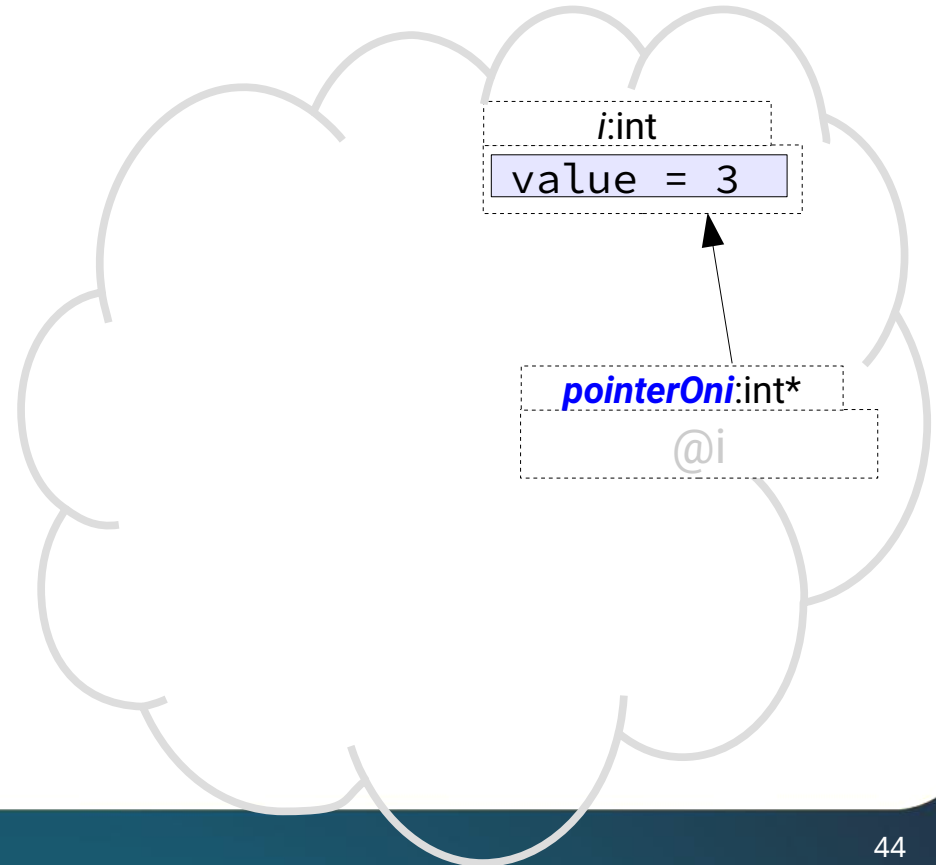 i:int
value = 3
pointerOni:int*
@i
44